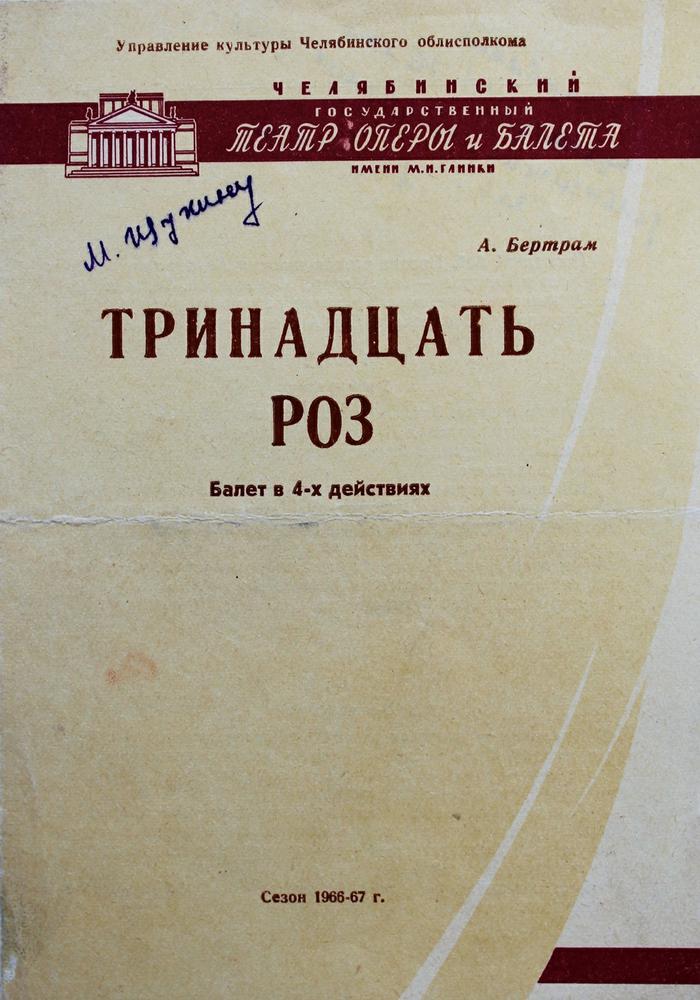 Управление культуры Челябинского облисполкома
ЧЕЛЯБИНСКИЙ
ГОСУДАРСТВЕННЫЙ
ТЕАТР ОПЕРЫ и БАЛЕТА
ИМЕНИ М.И.ГЛИНКИ
М. Щукину
А. Бертрам
ТРИНАДЦАТЬ
РОЗ
Балет в 4-х действиях
Сезон 1966-67 г.